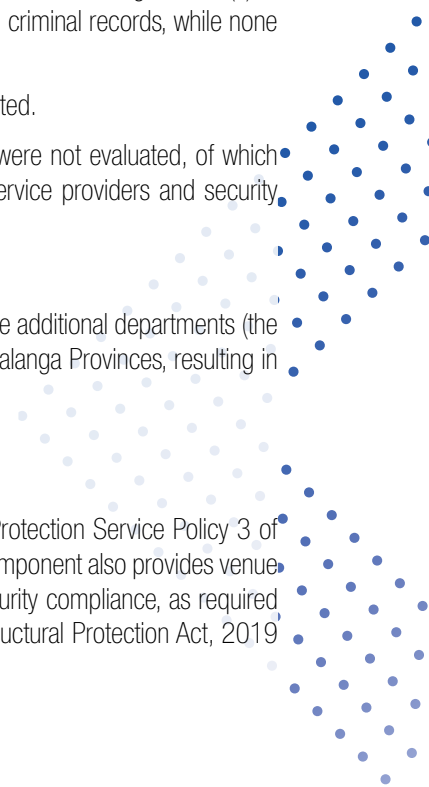 criminal records, while none
ted.
were not evaluated, of which
ervice providers and security
e additional departments (the
alanga Provinces, resulting in
Protection Service Policy 3 of
mponent also provides venue
urity compliance, as required
uctural Protection Act, 2019